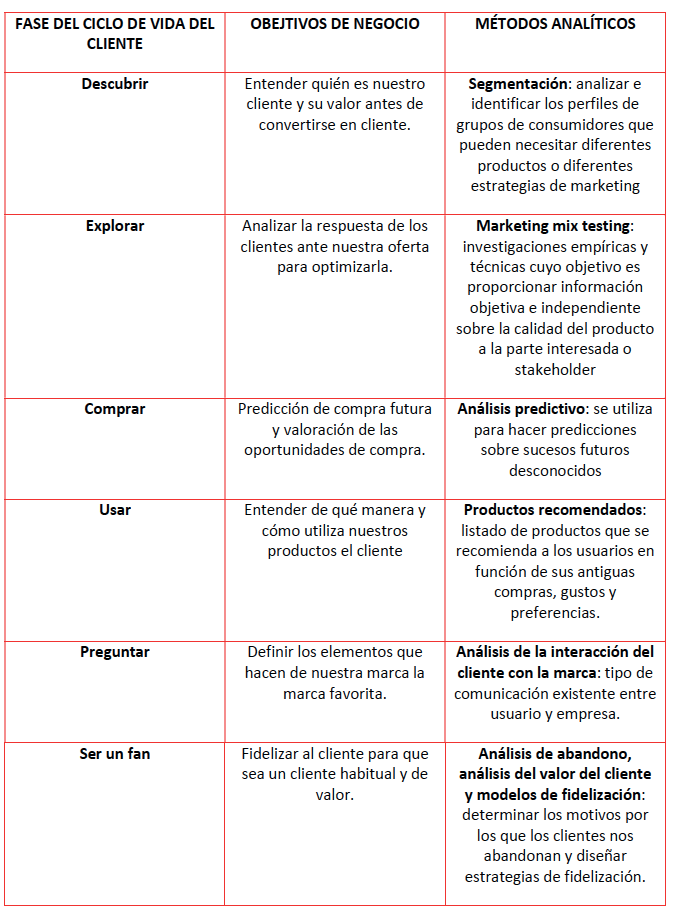 FASE DEL CICLO DE VIDA DEL
CLIENTE
OBEJTIVOS DE NEGOCIO
MÉTODOS ANALÍTICOS
Descubrir
Entender quién es nuestro
cliente y su valor antes de
convertirse en cliente.
Segmentación: analizar e
identificar los perfiles de
grupos de consumidores que
pueden necesitar diferentes
productos o diferentes
estrategias de marketing
Explorar
Analizar la respuesta de los
clientes ante nuestra oferta
para optimizarla.
Marketing mix testing:
investigaciones empíricas y
técnicas cuyo objetivo es
proporcionar información
objetiva e independiente
sobre la calidad del producto
a la parte interesada o
stakeholder
Comprar
Predicción de compra futura
y valoración de las
oportunidades de compra.
Análisis predictivo: se utiliza
para hacer predicciones
sobre sucesos futuros
desconocidos
Usar
Entender de qué manera y
cómo utiliza nuestros
productos el cliente
Productos recomendados:
listado de productos que se
recomienda a los usuarios en
función de sus antiguas
compras, gustos y
preferencias.
Preguntar
Definir los elementos que
hacen de nuestra marca la
marca favorita.
Análisis de la interacción del
cliente con la marca: tipo de
comunicación existente entre
usuario y empresa.
Ser un fan
Fidelizar al cliente para que
sea un cliente habitual y de
valor.
Análisis de abandono,
análisis del valor del cliente
y modelos de fidelización:
determinar los motivos por
los que los clientes nos
abandonan y diseñar
estrategias de fidelización.